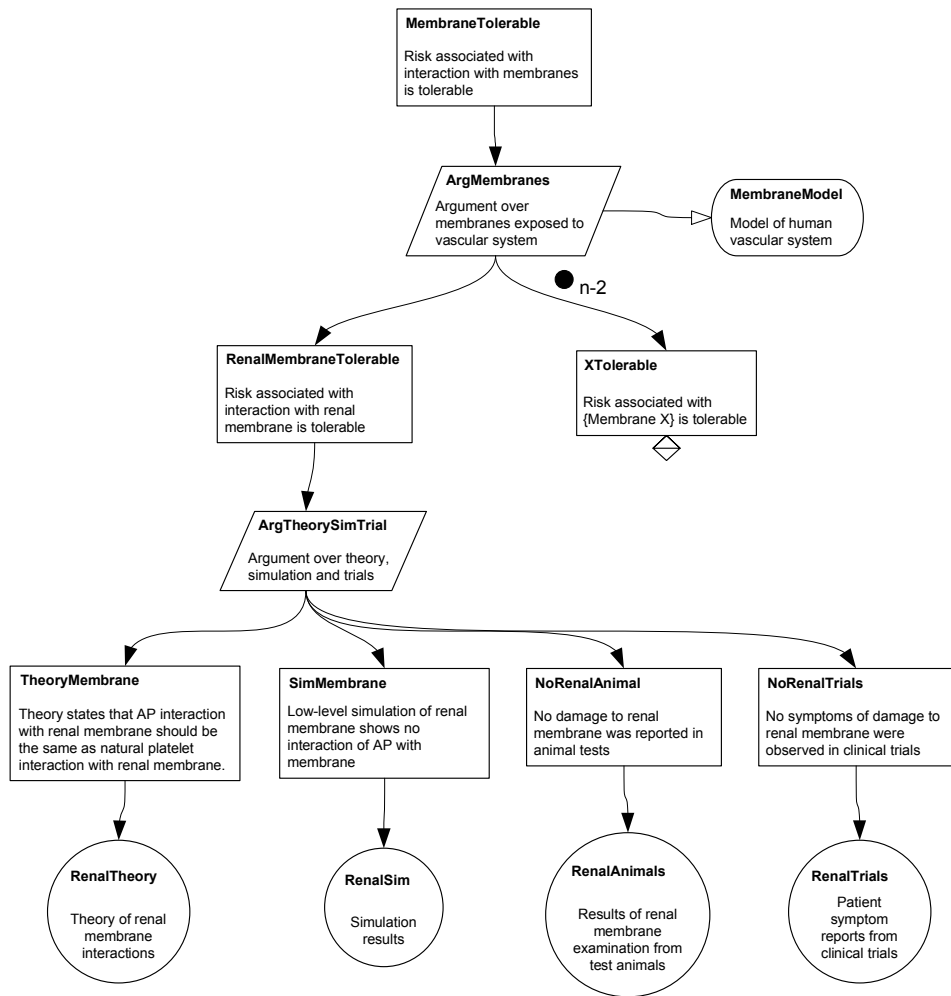 MembraneTolerable
Risk associated with
interaction with membranes
is tolerable
ArgMembranes
Argument over
membranes exposed to
vascular system
MembraneModel
Model of human
vascular system
n-2
RenalMembraneTolerable
Risk associated with
interaction with renal
membrane is tolerable
XTolerable
Risk associated with
{Membrane X} is tolerable
ArgTheorySimTrial
Argument over theory,
simulation and trials
TheoryMembrane
Theory states that AP interaction
with renal membrane should be
the same as natural platelet
interaction with renal membrane.
SimMembrane
Low-level simulation of renal
membrane shows no
interaction of AP with
membrane
NoRenalAnimal
No damage to renal
membrane was reported in
animal tests
NoRenalTrials
No symptoms of damage to
renal membrane were
observed in clinical trials
RenalTheory
Theory of renal
membrane
interactions
RenalSim
Simulation
results
RenalAnimals
Results of renal
membrane
examination from
test animals
RenalTrials
Patient
symptom
reports from
clinical trials